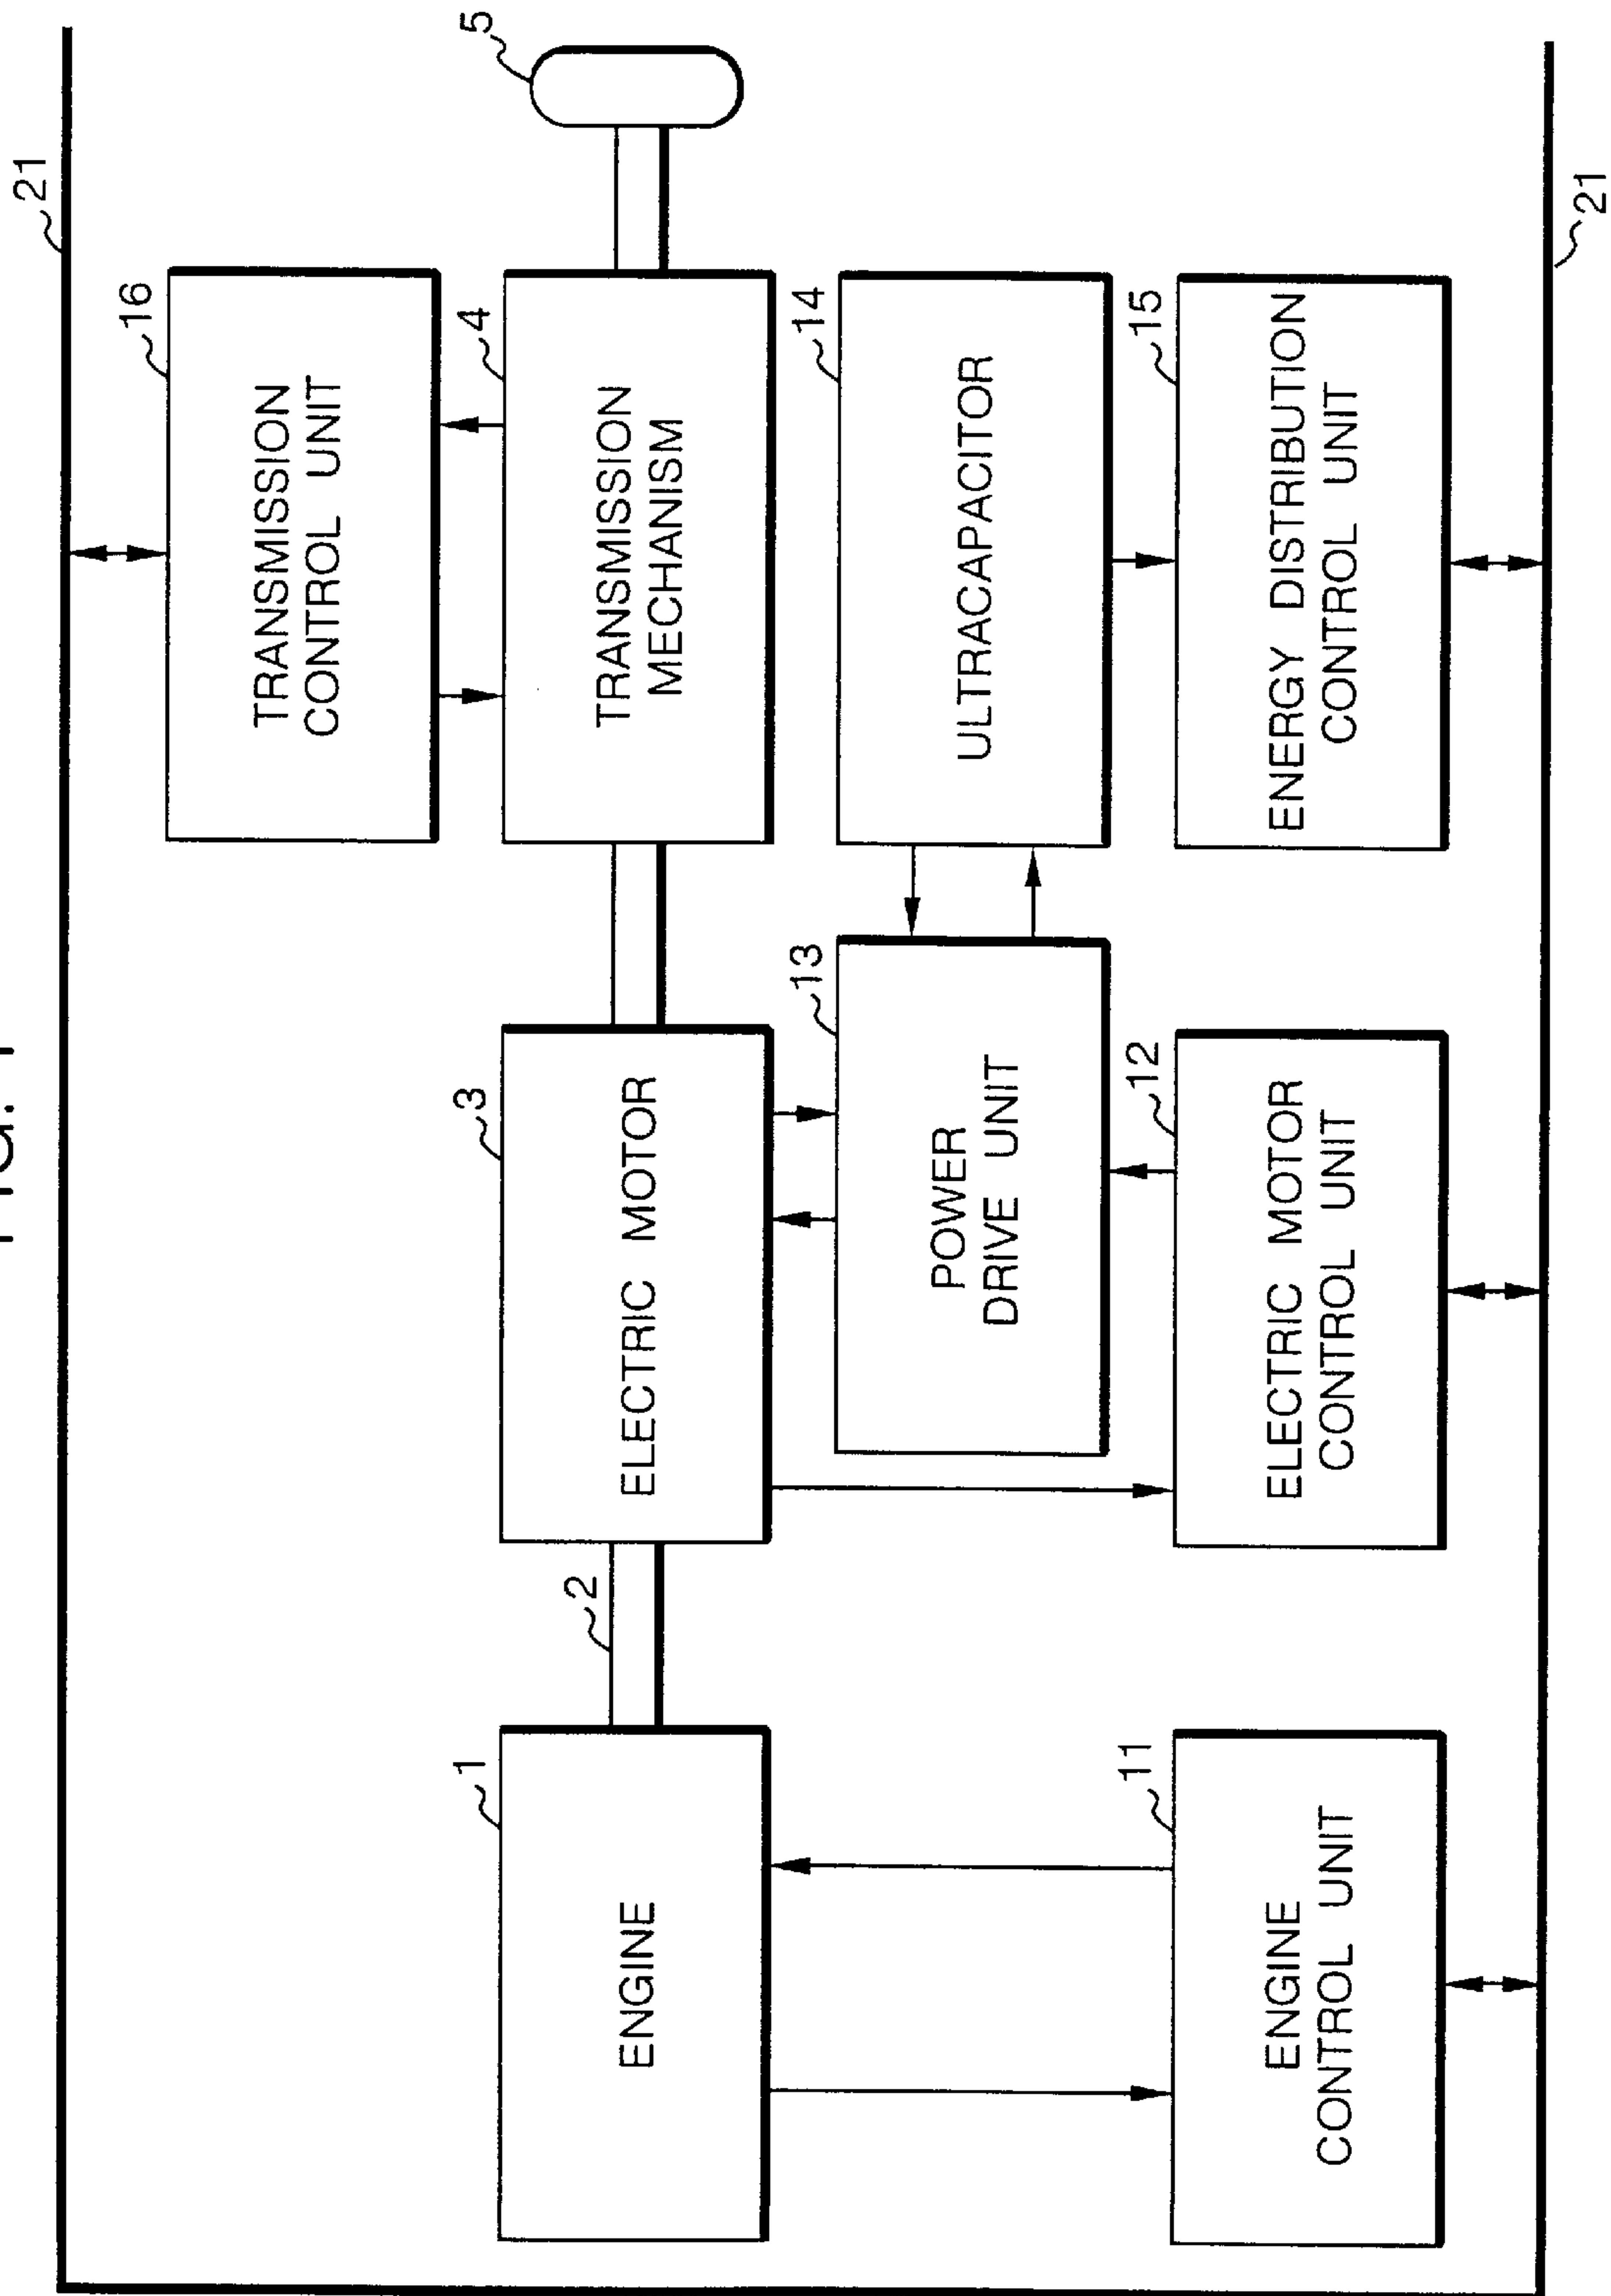 FIG. 1
21
16
TRANSMISSION
CONTROL UNIT
1
ENGINE
2
3
ELECTRIC MOTOR
4
TRANSMISSION
MECHANISM
5
13
POWER
DRIVE UNIT
14
ULTRACAPACITOR
11
ENGINE
CONTROL UNIT
12
ELECTRIC MOTOR
CONTROL UNIT
15
ENERGY DISTRIBUTION
CONTROL UNIT
21